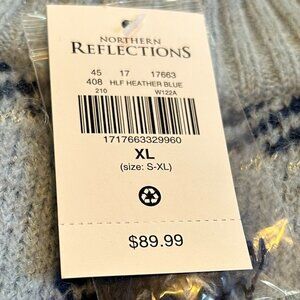 NORTHERN
REFLECTIONS
45 17 17663
408 HLF HEATHER BLUE
210 W122A
1717663329960
XL
(size: S-XL)
$89.99